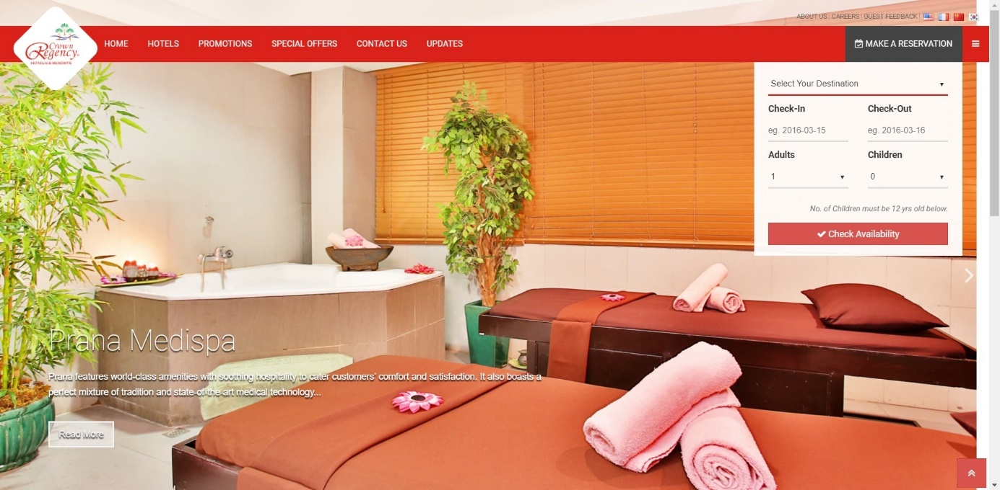 ABOUT US | CAREERS | GUEST FEEDBACK |
Crown
Regency
HOTELS & RESORTS
HOME HOTELS PROMOTIONS SPECIAL OFFERS CONTACT US UPDATES MAKE A RESERVATION
Select Your Destination
Check-In Check-Out
eg. 2016-03-15 eg. 2016-03-16
Adults Children
1 0
No. of Children must be 12 yrs old below.
Check Availability
Prana Medispa
Prana features world-class amenities with soothing hospitality to cater customers' comfort and satisfaction. It also boasts a
perfect mixture of tradition and state-of-the-art medical technology...
Read More